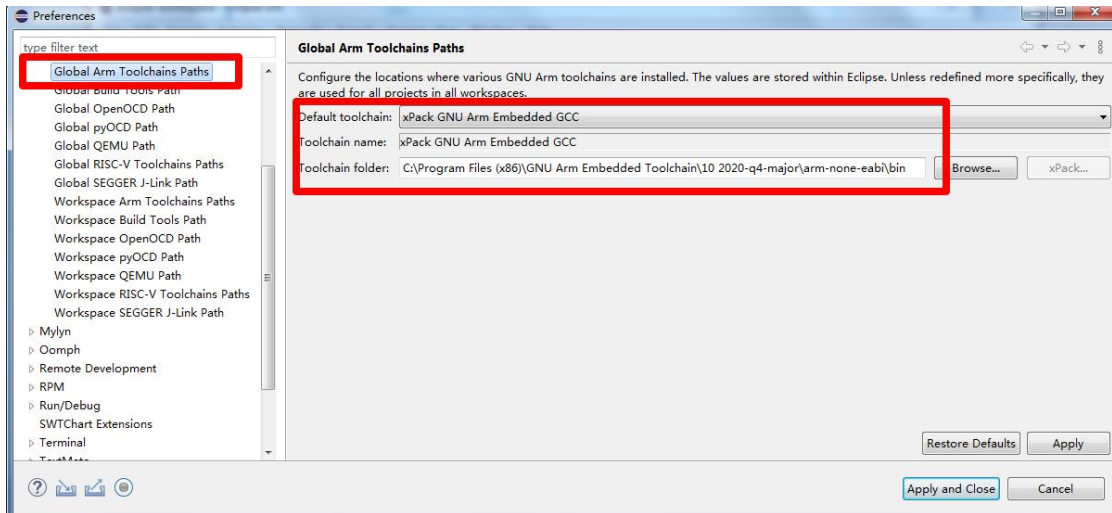 Preferences
type filter text
Global Arm Toolchains Paths
Global Build Tools Path
Global OpenOCD Path
Global pyOCD Path
Global QEMU Path
Global RISC-V Toolchains Paths
Global SEGGER J-Link Path
Workspace Arm Toolchains Paths
Workspace Build Tools Path
Workspace OpenOCD Path
Workspace pyOCD Path
Workspace QEMU Path
Workspace RISC-V Toolchains Paths
Workspace SEGGER J-Link Path
Mylyn
Oomph
Remote Development
RPM
Run/Debug
SWTChart Extensions
Terminal
Global Arm Toolchains Paths
Configure the locations where various GNU Arm toolchains are installed. The values are stored within Eclipse. Unless redefined more specifically, they
are used for all projects in all workspaces.
Default toolchain: xPack GNU Arm Embedded GCC
Toolchain name: xPack GNU Arm Embedded GCC
Toolchain folder: C:\Program Files (x86)\GNU Arm Embedded Toolchain\10 2020-q4-major\arm-none-eabi\bin Browse... xPack...
Restore Defaults Apply
Apply and Close Cancel